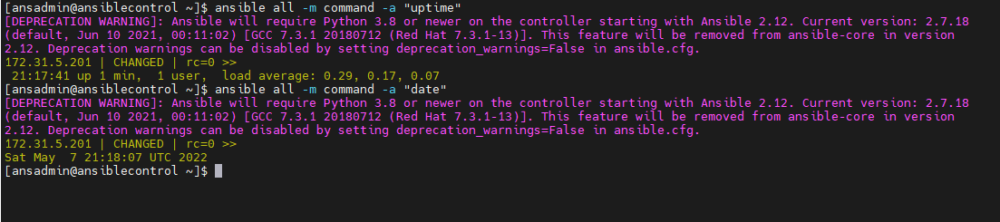 [ansadmin@ansiblecontrol ~]$ ansible all -m command -a "uptime"
[DEPRECATION WARNING]: Ansible will require Python 3.8 or newer on the controller starting with Ansible 2.12. Current version: 2.7.18
(default, Jun 10 2021, 00:11:02) [GCC 7.3.1 20180712 (Red Hat 7.3.1-13)]. This feature will be removed from ansible-core in version
2.12. Deprecation warnings can be disabled by setting deprecation_warnings=False in ansible.cfg.
172.31.5.201 | CHANGED | rc=0 >>
 21:17:41 up 1 min,  1 user,  load average: 0.29, 0.17, 0.07
[ansadmin@ansiblecontrol ~]$ ansible all -m command -a "date"
[DEPRECATION WARNING]: Ansible will require Python 3.8 or newer on the controller starting with Ansible 2.12. Current version: 2.7.18
(default, Jun 10 2021, 00:11:02) [GCC 7.3.1 20180712 (Red Hat 7.3.1-13)]. This feature will be removed from ansible-core in version
2.12. Deprecation warnings can be disabled by setting deprecation_warnings=False in ansible.cfg.
172.31.5.201 | CHANGED | rc=0 >>
Sat May  7 21:18:07 UTC 2022
[ansadmin@ansiblecontrol ~]$